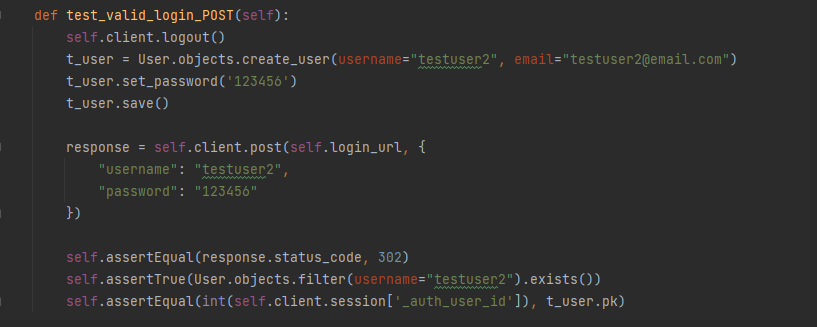 def test_valid_login_POST(self):
    self.client.logout()
    t_user = User.objects.create_user(username="testuser2", email="testuser2@email.com")
    t_user.set_password('123456')
    t_user.save()

    response = self.client.post(self.login_url, {
        "username": "testuser2",
        "password": "123456"
    })

    self.assertEqual(response.status_code, 302)
    self.assertTrue(User.objects.filter(username="testuser2").exists())
    self.assertEqual(int(self.client.session['_auth_user_id']), t_user.pk)